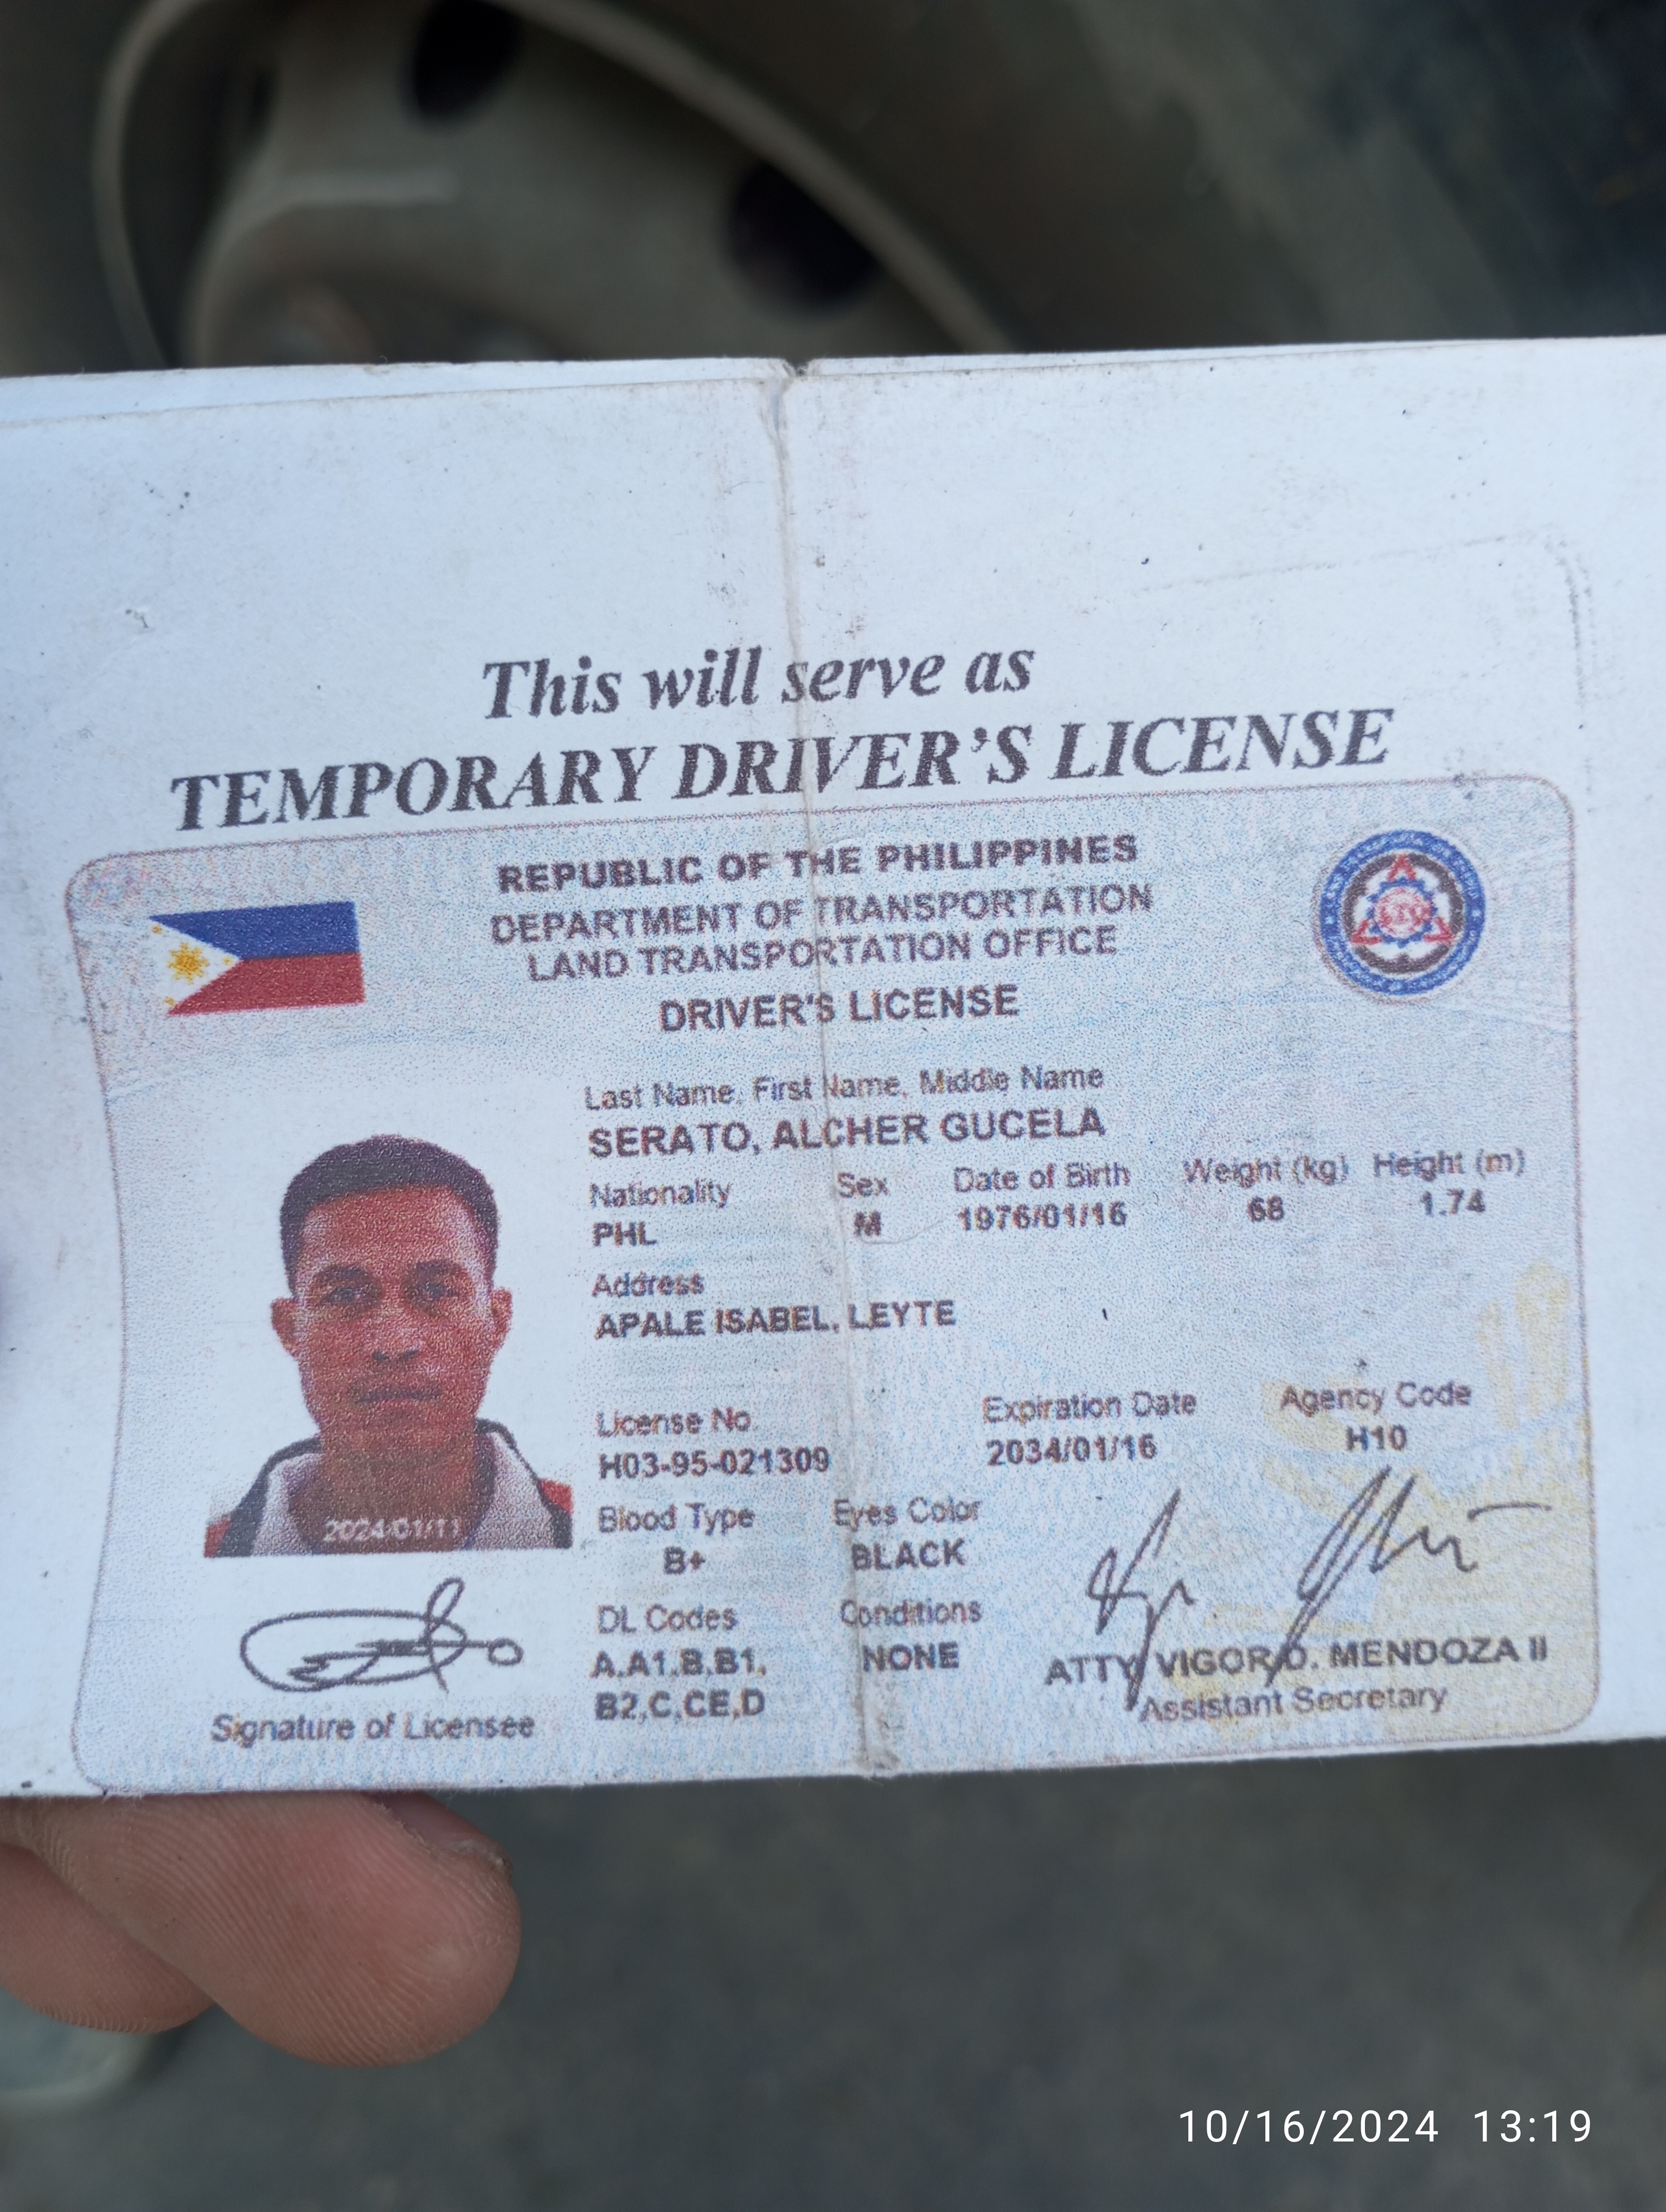 This will serve as
TEMPORARY DRIVER'S LICENSE
REPUBLIC OF THE PHILIPPINES
DEPARTMENT OF TRANSPORTATION
LAND TRANSPORTATION OFFICE
DRIVER'S LICENSE
Last Name, First Name, Middle Name
SERATO, ALCHER GUCELA
Nationality Sex Date of Birth Weight (kg) Height (m)
PHL M 1976/01/16 68 1.74
Address
APALE ISABEL, LEYTE
License No. Expiration Date Agency Code
H03-95-021309 2034/01/16 H10
2024/01/11
Blood Type Eyes Color
B+ BLACK
DL Codes Conditions
A,A1,B,B1, NONE
B2,C,CE,D
ATTY VIGOR D. MENDOZA II
Assistant Secretary
Signature of Licensee
10/16/2024 13:19